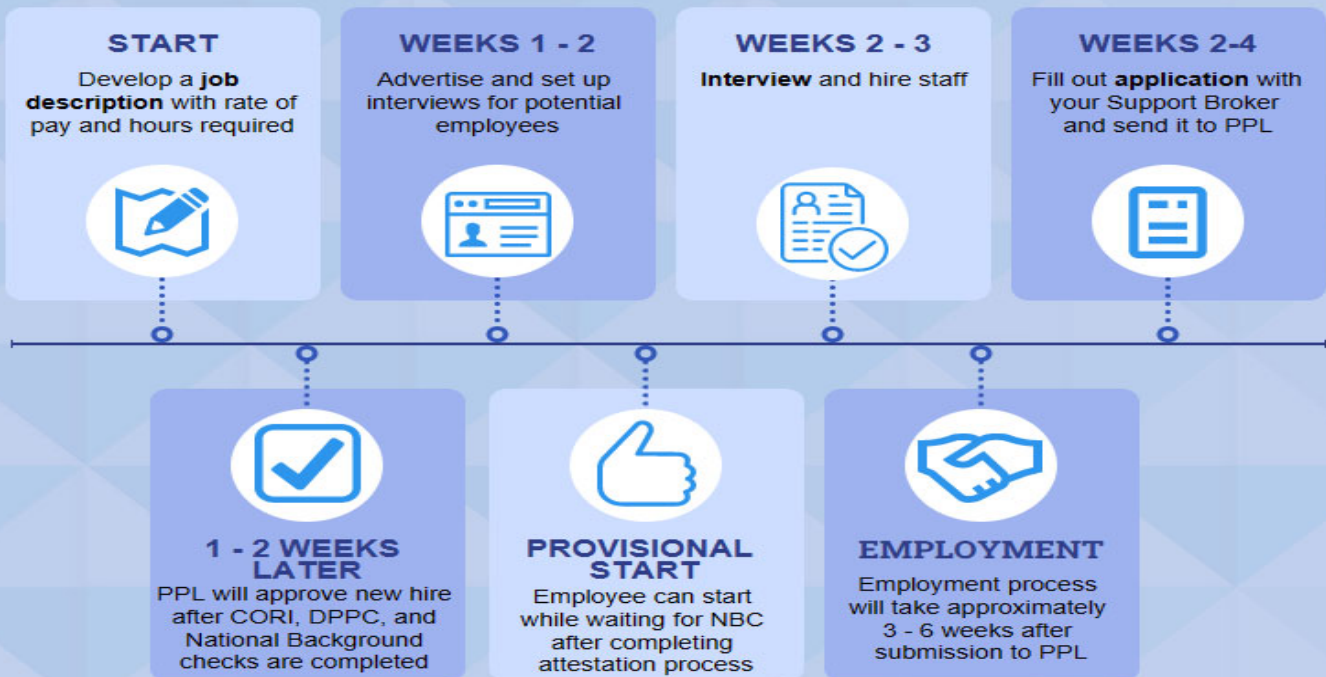 START
Develop a job
description with rate of
pay and hours required
WEEKS 1 - 2
Advertise and set up
interviews for potential
employees
WEEKS 2 - 3
Interview and hire staff
WEEKS 2-4
Fill out application with
your Support Broker
and send it to PPL
1 - 2 WEEKS
LATER
PPL will approve new hire
after CORI, DPPC, and
National Background
checks are completed
PROVISIONAL
START
Employee can start
while waiting for NBC
after completing
attestation process
EMPLOYMENT
Employment process
will take approximately
3 - 6 weeks after
submission to PPL